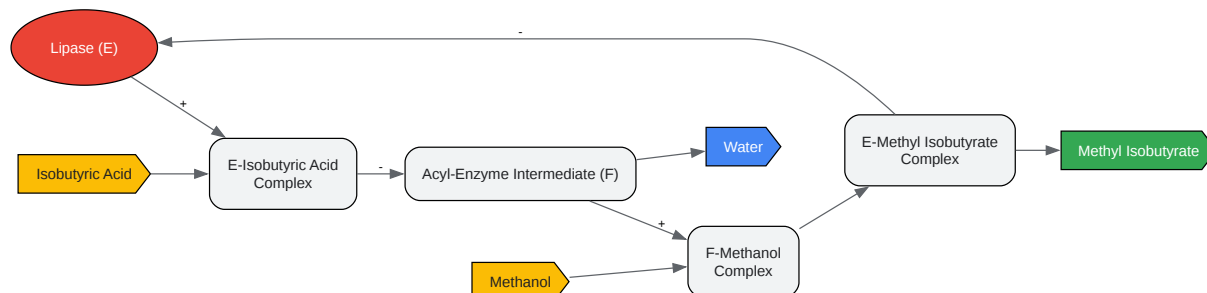 Lipase (E)
-
+
Isobutyric Acid
E-Isobutyric Acid
Complex
-
Acyl-Enzyme Intermediate (F)
Water
+
Methanol
F-Methanol
Complex
E-Methyl Isobutyrate
Complex
Methyl Isobutyrate